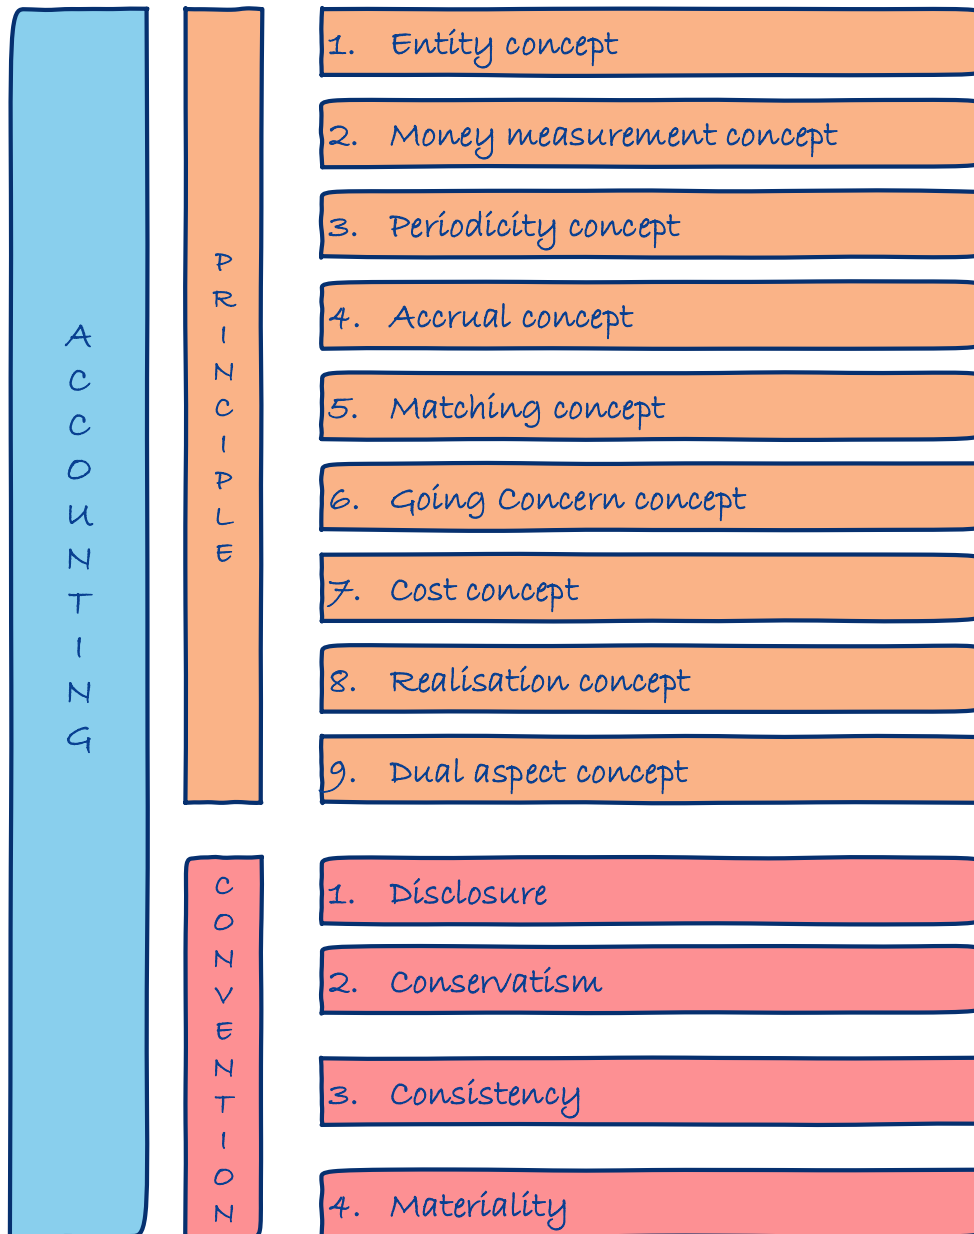 ACCOUNTING
PRINCIPLE
1. Entity concept
2. Money measurement concept
3. Periodicity concept
4. Accrual concept
5. Matching concept
6. Going Concern concept
7. Cost concept
8. Realisation concept
9. Dual aspect concept
CONVENTION
1. Disclosure
2. Conservatism
3. Consistency
4. Materiality